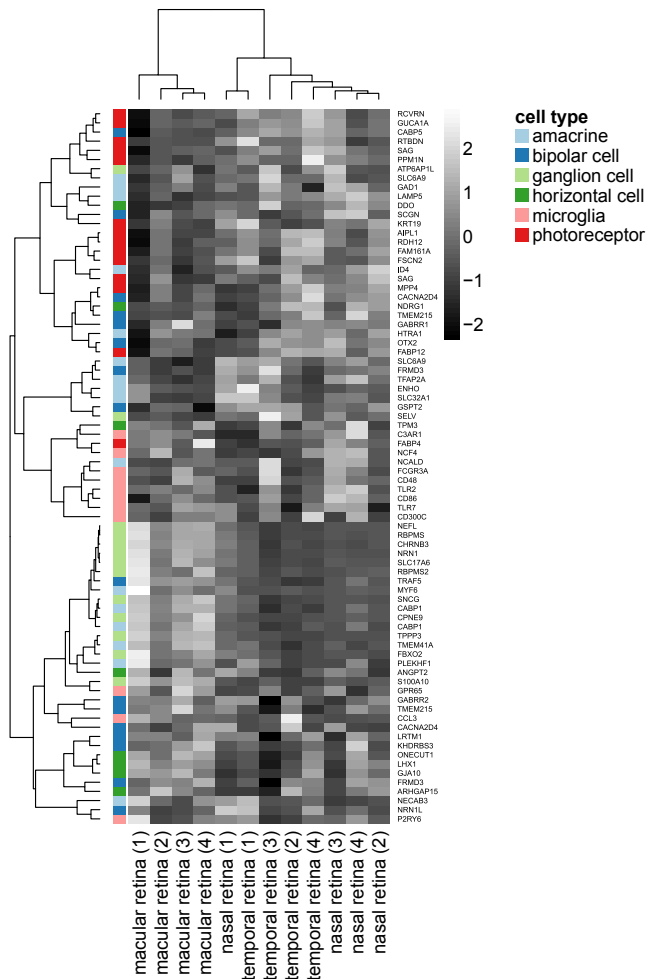 RCVRN
GUCA1A
CABP5
RTBDN
SAG
PPM1N
ATP6AP1L
SLC6A9
GAD1
LAMP5
DDO
SCGN
KRT19
AIPL1
RDH12
FAM161A
FSCN2
ID4
SAG
MPP4
CACNA2D4
NDRG1
TMEM215
GABRR1
HTRA1
OTX2
FABP12
SLC6A9
FRMD3
TFAP2A
ENHO
SLC32A1
GSPT2
SELV
TPM3
C3AR1
FABP4
NCF4
NCALD
FCGR3A
CD48
TLR2
CD86
TLR7
CD300C
NEFL
RBPMS
CHRNB3
NRN1
SLC17A6
RBPMS2
TRAF5
MYF6
SNCG
CABP1
CPNE9
CABP1
TPPP3
TMEM41A
FBXO2
PLEKHF1
ANGPT2
S100A10
GPR65
GABRR2
TMEM215
CCL3
CACNA2D4
LRTM1
KHDRBS3
ONECUT1
LHX1
GJA10
FRMD3
ARHGAP15
NECAB3
NRN1L
P2RY6
macular retina (1)
macular retina (2)
macular retina (3)
macular retina (4)
nasal retina (1)
temporal retina (1)
temporal retina (3)
temporal retina (2)
temporal retina (4)
nasal retina (3)
nasal retina (4)
nasal retina (2)
2
1
0
−1
−2
cell type
amacrine
bipolar cell
ganglion cell
horizontal cell
microglia
photoreceptor